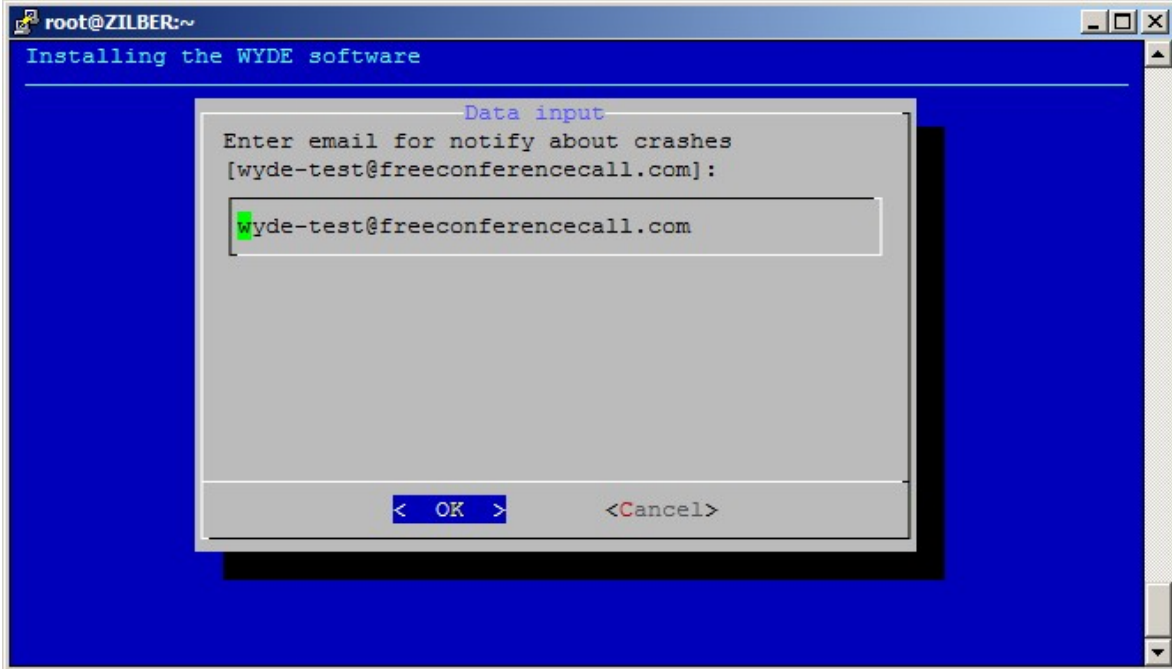 root@ZILBER:~
Installing the WYDE software
Data input
Enter email for notify about crashes
[wyde-test@freeconferencecall.com]:
wyde-test@freeconferencecall.com
< OK > <Cancel>